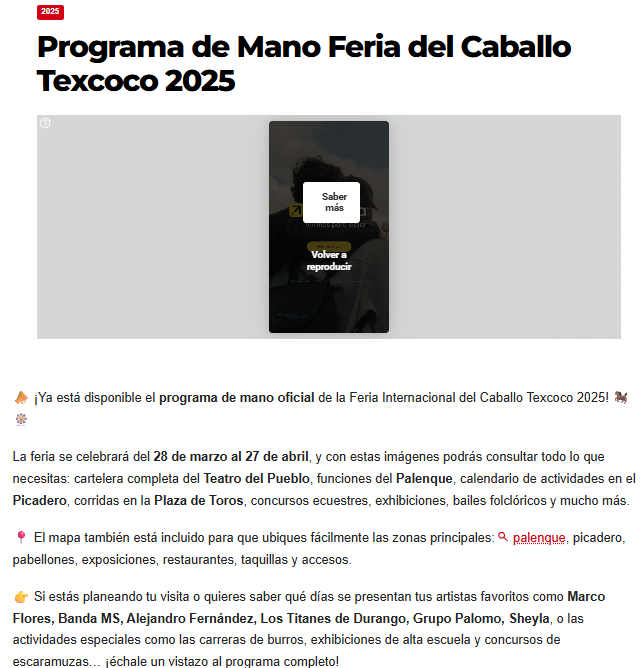 2025
Programa de Mano Feria del Caballo
Texcoco 2025
Saber
más
Volver a
reproducir
¡Ya está disponible el programa de mano oficial de la Feria Internacional del Caballo Texcoco 2025!
La feria se celebrará del 28 de marzo al 27 de abril, y con estas imágenes podrás consultar todo lo que
necesitas: cartelera completa del Teatro del Pueblo, funciones del Palenque, calendario de actividades en el
Picadero, corridas en la Plaza de Toros, concursos ecuestres, exhibiciones, bailes folclóricos y mucho más.
El mapa también está incluido para que ubiques fácilmente las zonas principales: palenque, picadero,
pabellones, exposiciones, restaurantes, taquillas y accesos.
Si estás planeando tu visita o quieres saber qué días se presentan tus artistas favoritos como Marco
Flores, Banda MS, Alejandro Fernández, Los Titanes de Durango, Grupo Palomo, Sheyla, o las
actividades especiales como las carreras de burros, exhibiciones de alta escuela y concursos de
escaramuzas… ¡échale un vistazo al programa completo!